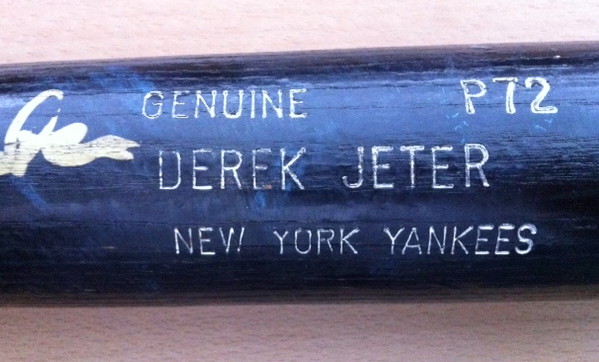 GENUINE P72
DEREK JETER
NEW YORK YANKEES